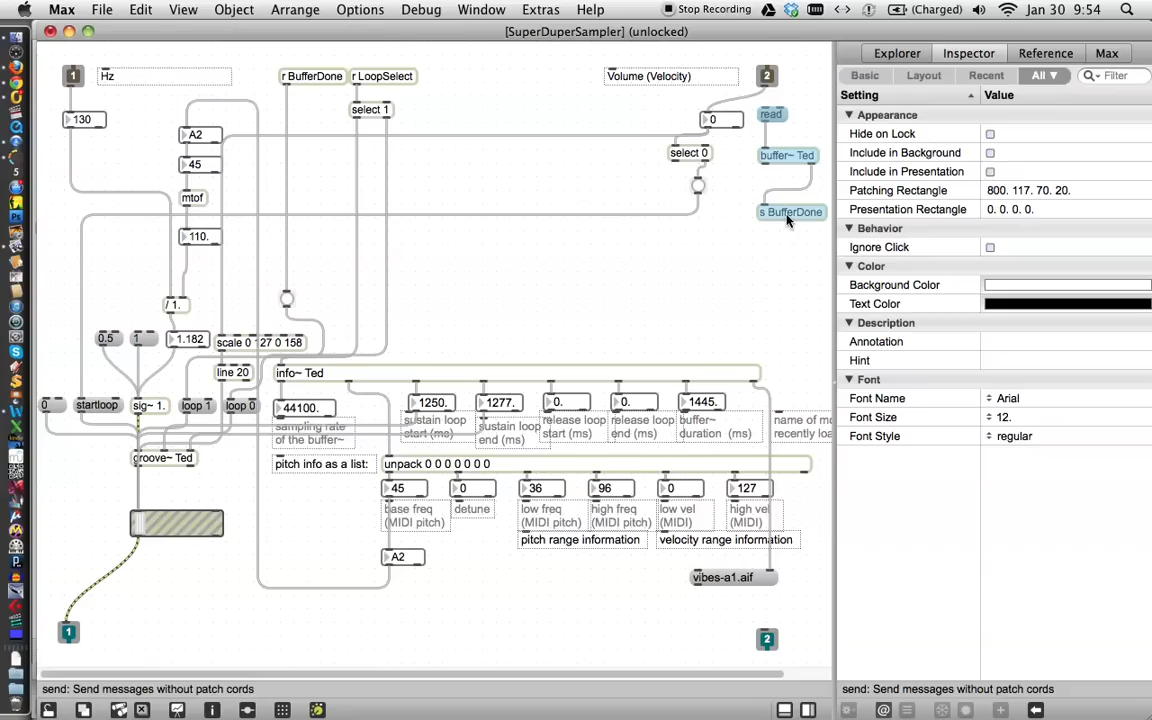 Max File Edit View Object Arrange Options Debug Window Extras Help Stop Recording (Charged) Jan 30 9:54
[SuperDuperSampler] (unlocked)
1 Hz r BufferDone r LoopSelect Volume (Velocity) 2
select 1
130 0 read
A2
select 0 buffer~ Ted
45
mtof
s BufferDone
110.
/ 1.
0.5 1 1.182 scale 0 127 0 158
line 20 info~ Ted
0 startloop sig~ 1. loop 1 loop 0 44100. 1250. 1277. 0. 0. 1445.
sampling rate
of the buffer~
sustain loop
start (ms)
sustain loop
end (ms)
release loop
start (ms)
release loop
end (ms)
buffer~
duration (ms)
name of mo
recently loa
groove~ Ted pitch info as a list: unpack 0 0 0 0 0 0 0
45 0 36 96 0 127
base freq
(MIDI pitch)
detune
low freq
(MIDI pitch)
high freq
(MIDI pitch)
low vel
(MIDI)
high vel
(MIDI)
pitch range information velocity range information
A2
vibes-a1.aif
1 2
send: Send messages without patch cords
Explorer Inspector Reference Max
Basic Layout Recent All Filter
Setting Value
Appearance
Hide on Lock
Include in Background
Include in Presentation
Patching Rectangle 800. 117. 70. 20.
Presentation Rectangle 0. 0. 0. 0.
Behavior
Ignore Click
Color
Background Color
Text Color
Description
Annotation
Hint
Font
Font Name Arial
Font Size 12.
Font Style regular
send: Send messages without patch cords